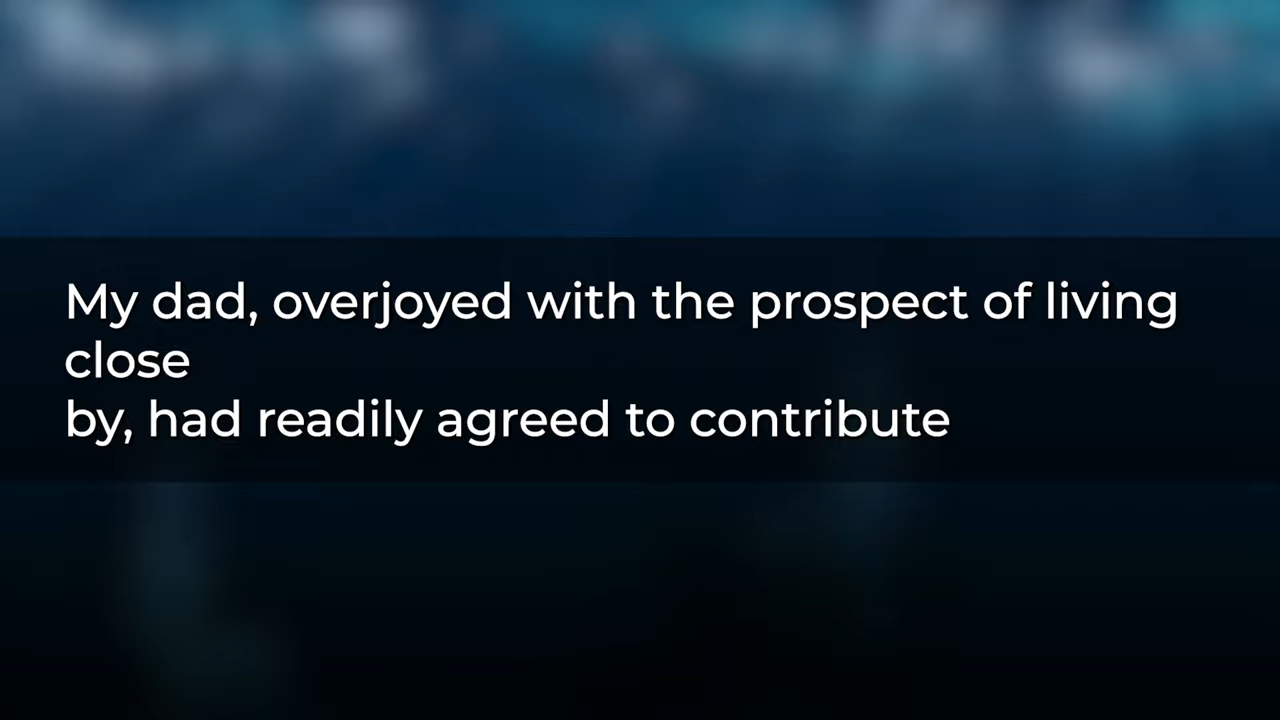 My dad, overjoyed with the prospect of living
close
by, had readily agreed to contribute